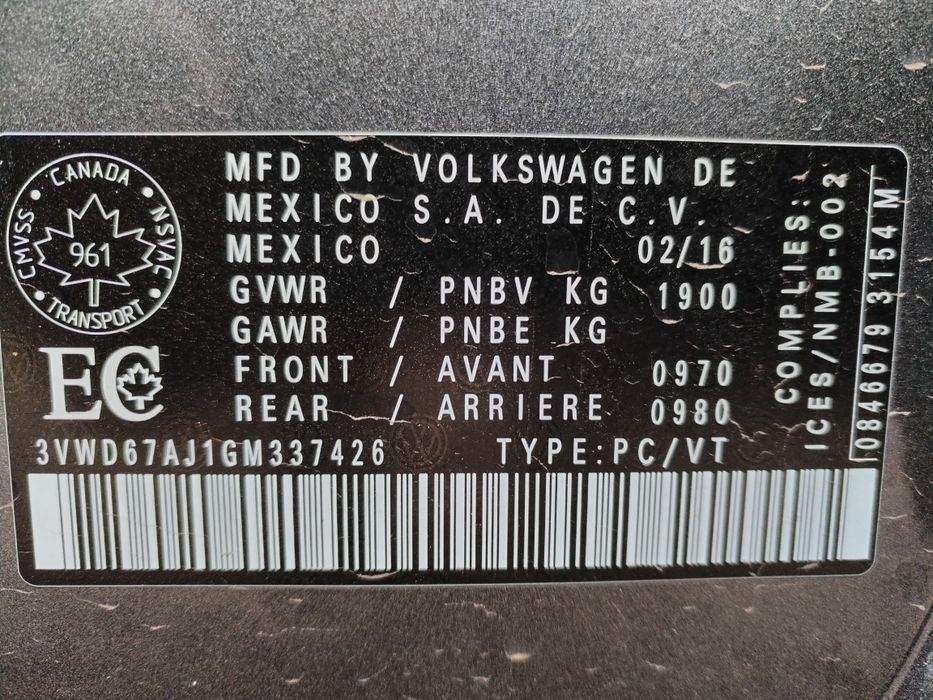 CANADA
CMVSS
NSVAC
961
TRANSPORT
EC
MFD BY VOLKSWAGEN DE
MEXICO S.A. DE C.V.
MEXICO 02/16
GVWR / PNBV KG 1900
GAWR / PNBE KG
FRONT / AVANT 0970
REAR / ARRIERE 0980
3VWD67AJ1GM337426 TYPE:PC/VT
COMPLIES:
ICES/NMB-002
0846679 3154 M